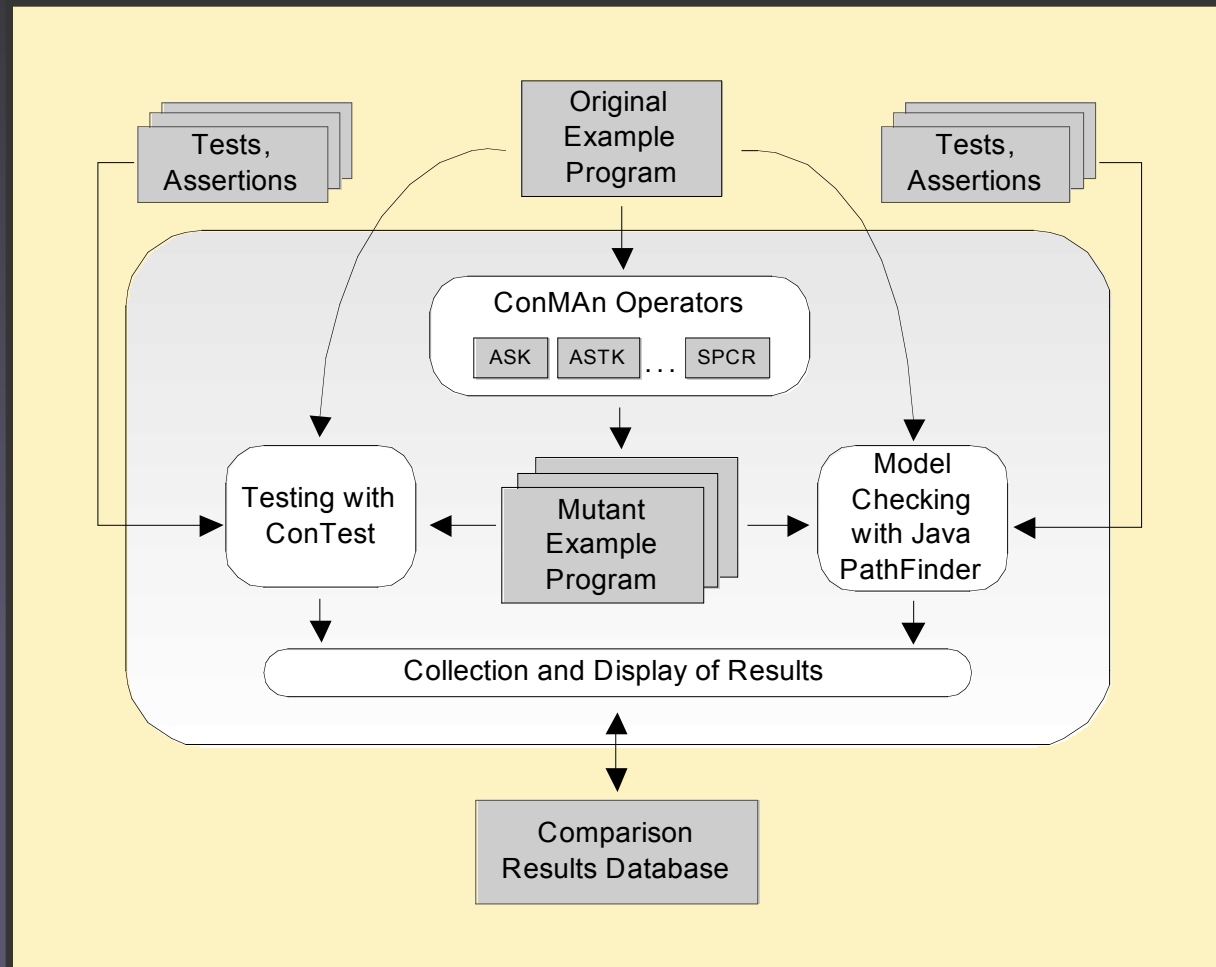 Original
Example
Program
Tests,
Assertions
Tests,
Assertions
ConMAn Operators
ASK ASTK ... SPCR
Testing with
ConTest
Mutant
Example
Program
Model
Checking
with Java
PathFinder
Collection and Display of Results
Comparison
Results Database